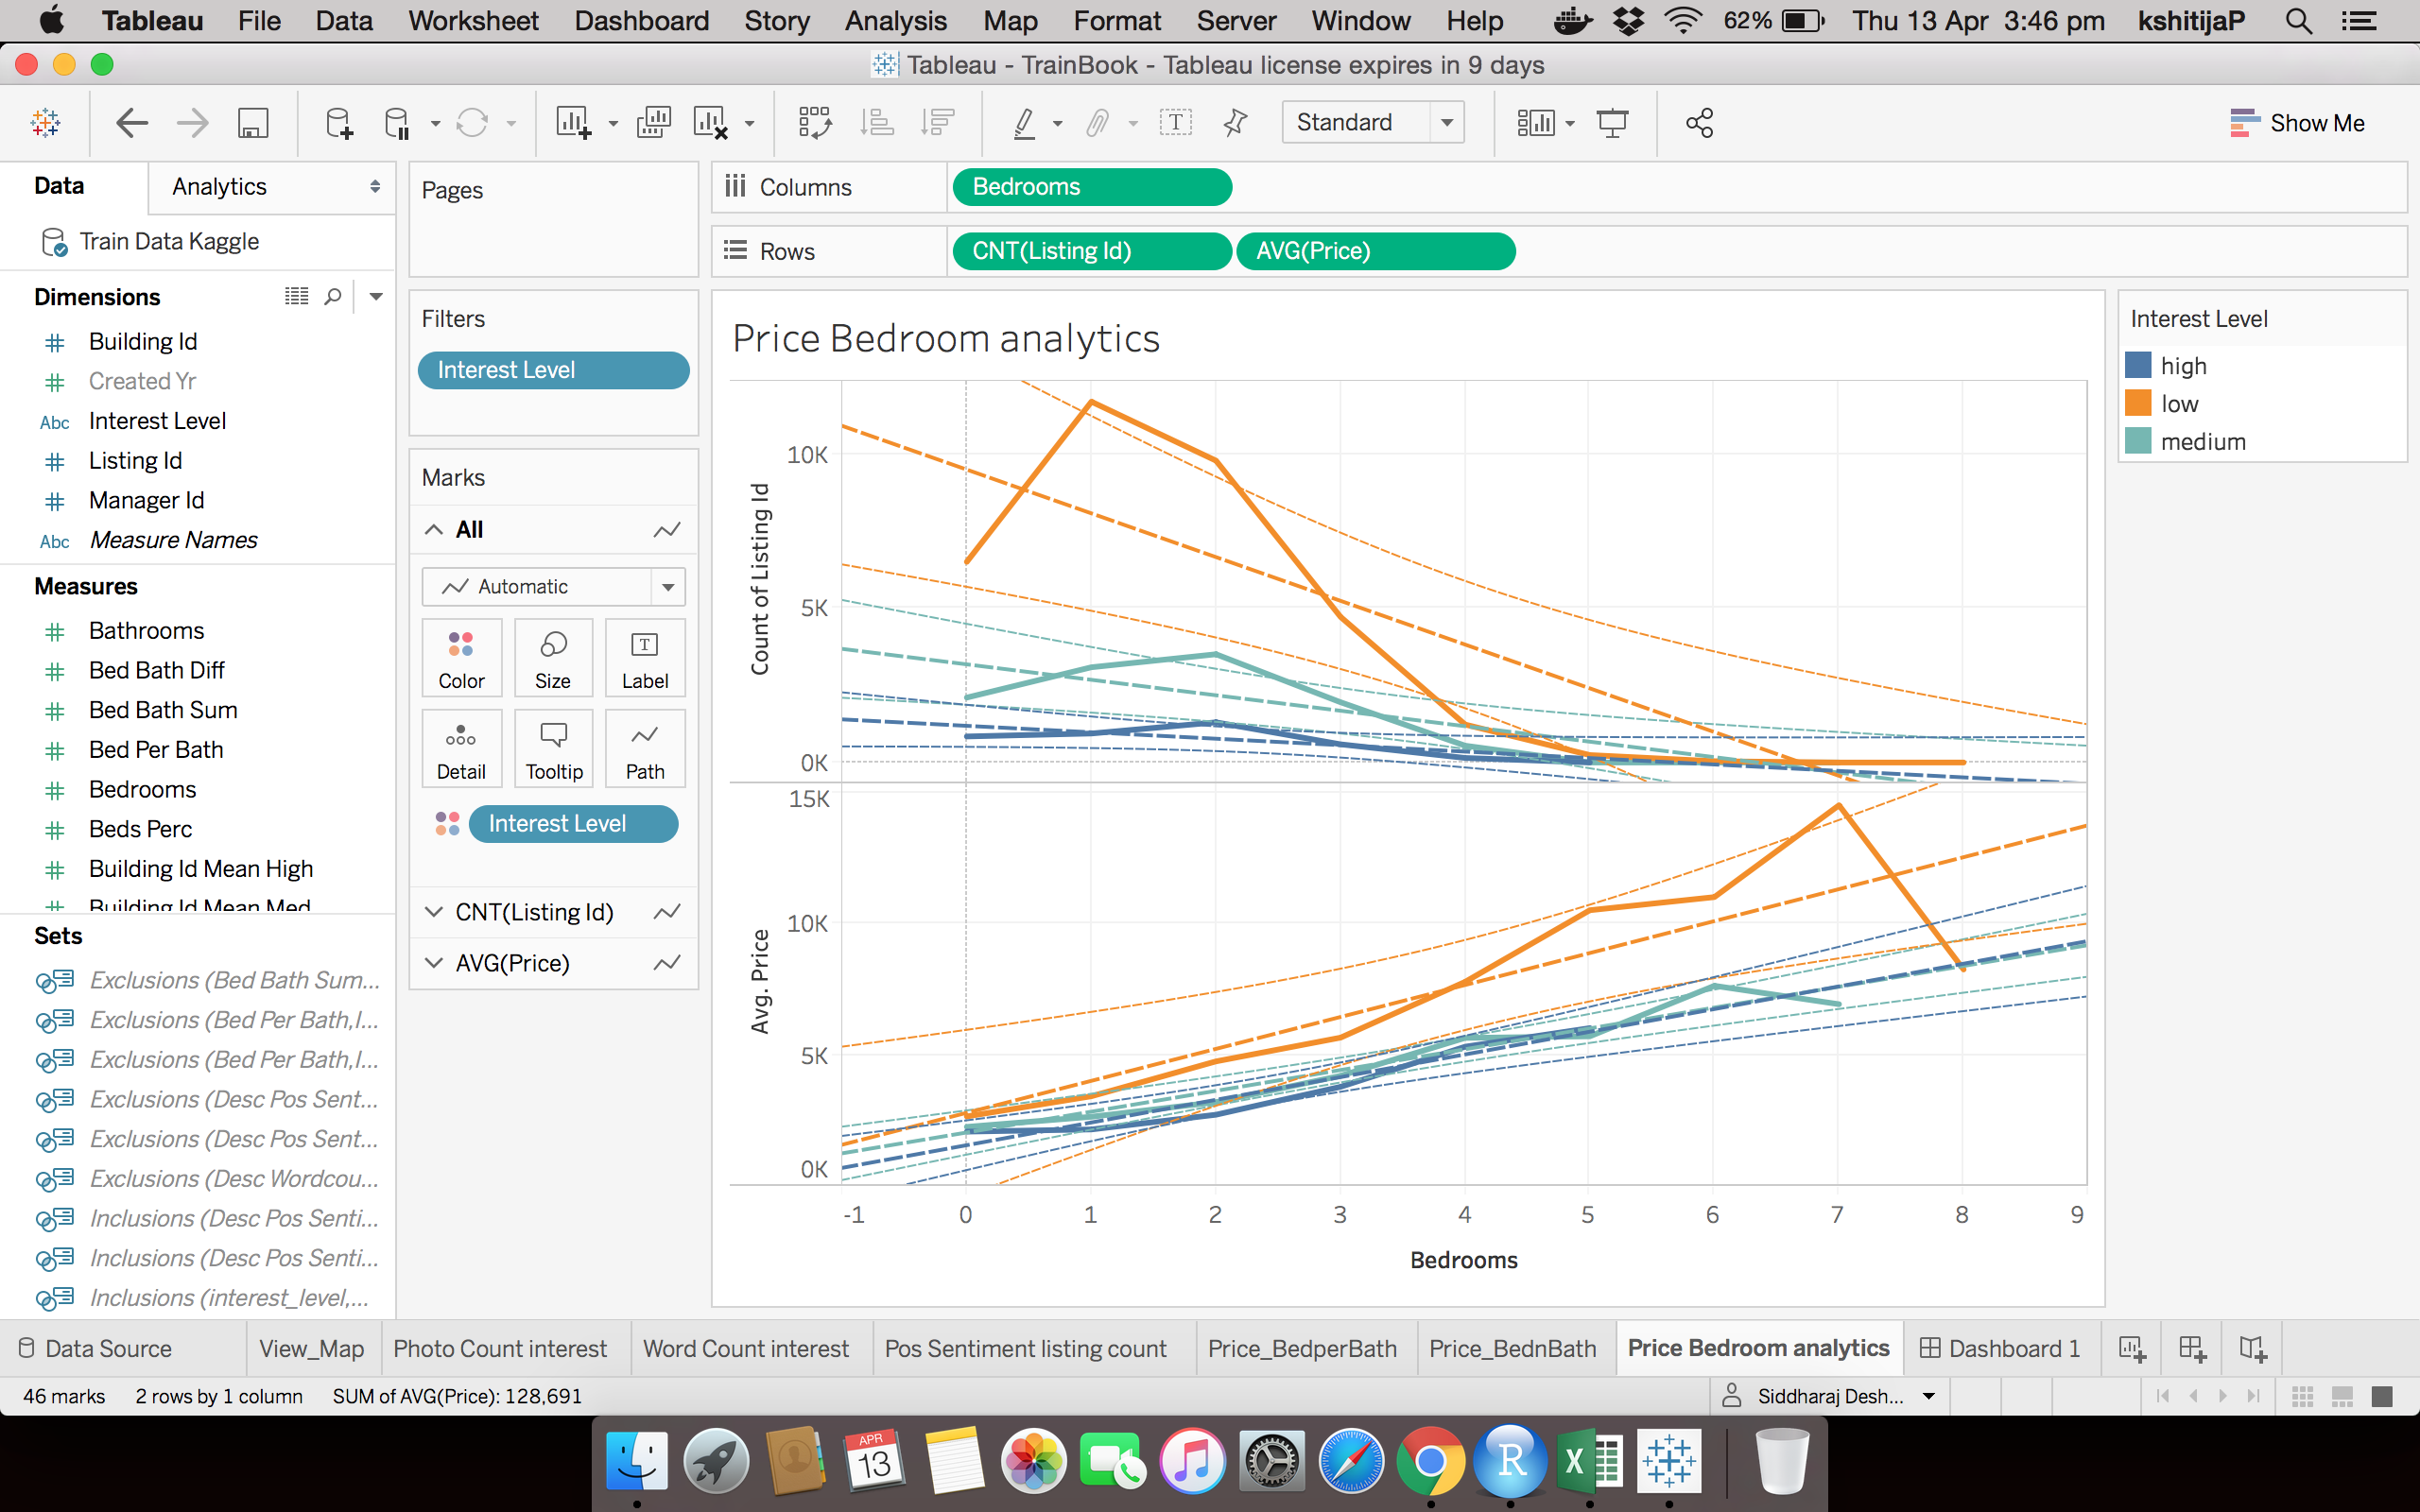 Tableau File Data Worksheet Dashboard Story Analysis Map Format Server Window Help 62% Thu 13 Apr 3:46 pm kshitijaP
Tableau - TrainBook - Tableau license expires in 9 days
Standard
Show Me
Data Analytics
Train Data Kaggle
Dimensions
Building Id
Created Yr
Abc Interest Level
Listing Id
Manager Id
Abc Measure Names
Measures
Bathrooms
Bed Bath Diff
Bed Bath Sum
Bed Per Bath
Bedrooms
Beds Perc
Building Id Mean High
Building Id Mean Med
Sets
Exclusions (Bed Bath Sum...
Exclusions (Bed Per Bath,I...
Exclusions (Bed Per Bath,I...
Exclusions (Desc Pos Sent...
Exclusions (Desc Pos Sent...
Exclusions (Desc Wordcou...
Inclusions (Desc Pos Senti...
Inclusions (Desc Pos Senti...
Inclusions (interest_level,...
Pages
Filters
Interest Level
Marks
All
Automatic
Color Size Label
Detail Tooltip Path
Interest Level
CNT(Listing Id)
AVG(Price)
Columns Bedrooms
Rows CNT(Listing Id) AVG(Price)
Price Bedroom analytics
Count of Listing Id
10K
5K
0K
Avg. Price
15K
10K
5K
0K
-1 0 1 2 3 4 5 6 7 8 9
Bedrooms
Interest Level
high
low
medium
Data Source View_Map Photo Count interest Word Count interest Pos Sentiment listing count Price_BedperBath Price_BednBath Price Bedroom analytics Dashboard 1
46 marks 2 rows by 1 column SUM of AVG(Price): 128,691 Siddharaj Desh...
APR
13
R
X